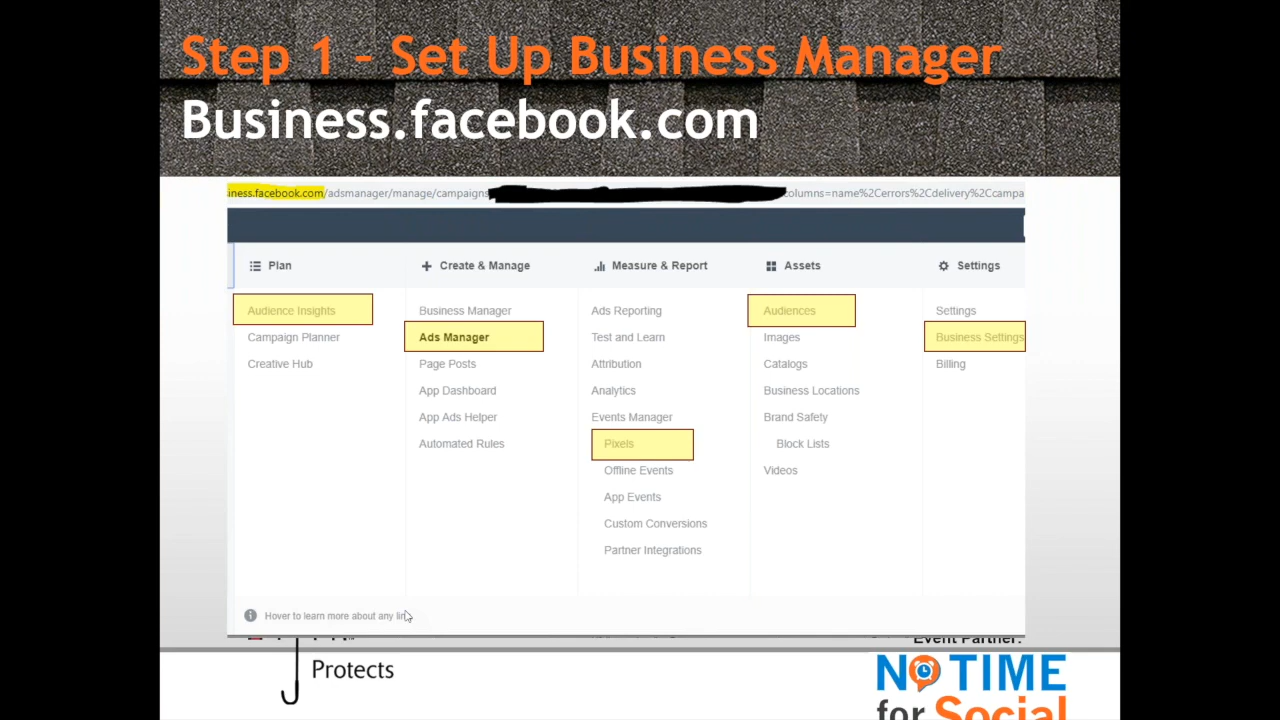 Step 1 – Set Up Business Manager
Business.facebook.com
iness.facebook.com/adsmanager/manage/campaigns
columns=name%2Cerrors%2Cdelivery%2Ccampa
Plan
Audience Insights
Campaign Planner
Creative Hub
Create & Manage
Business Manager
Ads Manager
Page Posts
App Dashboard
App Ads Helper
Automated Rules
Measure & Report
Ads Reporting
Test and Learn
Attribution
Analytics
Events Manager
Pixels
Offline Events
App Events
Custom Conversions
Partner Integrations
Assets
Audiences
Images
Catalogs
Business Locations
Brand Safety
Block Lists
Videos
Settings
Settings
Business Settings
Billing
Hover to learn more about any link
Protects
Event Partner:
NO TIME
for Social